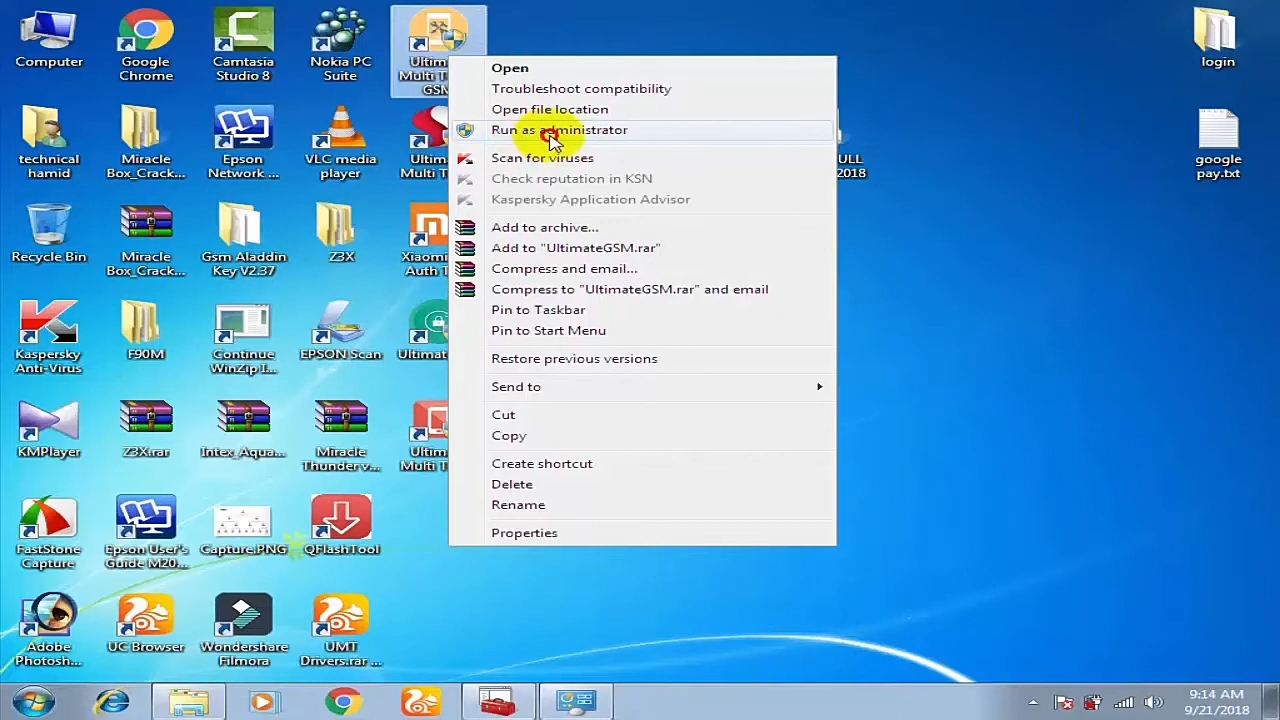 Computer
Google
Chrome
Camtasia
Studio 8
Nokia PC
Suite
Ultim
Multi T
GSM
login
technical
hamid
Miracle
Box_Crack...
Epson
Network ...
VLC media
player
Ultim
Multi T
ULL
2018
google
pay.txt
Recycle Bin
Miracle
Box_Crack...
Gsm Aladdin
Key V2.37
Z3X
Xiaom
Auth T
Kaspersky
Anti-Virus
F90M
Continue
WinZip I...
EPSON Scan
Ultimat
KMPlayer
Z3X.rar
Intex_Aqua...
Miracle
Thunder v...
Ultim
Multi T
FastStone
Capture
Epson User's
Guide M20...
Capture.PNG
QFlashTool
Adobe
Photosh...
UC Browser
Wondershare
Filmora
UMT
Drivers.rar ...
Open
Troubleshoot compatibility
Open file location
Run as administrator
Scan for viruses
Check reputation in KSN
Kaspersky Application Advisor
Add to archive...
Add to "UltimateGSM.rar"
Compress and email...
Compress to "UltimateGSM.rar" and email
Pin to Taskbar
Pin to Start Menu
Restore previous versions
Send to
Cut
Copy
Create shortcut
Delete
Rename
Properties
9:14 AM
9/21/2018